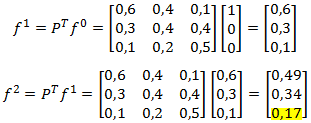 f¹ = Pᵀf⁰ = [0,6 0,4 0,1; 0,3 0,4 0,4; 0,1 0,2 0,5] [1; 0; 0] = [0,6; 0,3; 0,1]
f² = Pᵀf¹ = [0,6 0,4 0,1; 0,3 0,4 0,4; 0,1 0,2 0,5] [0,6; 0,3; 0,1] = [0,49; 0,34; 0,17]